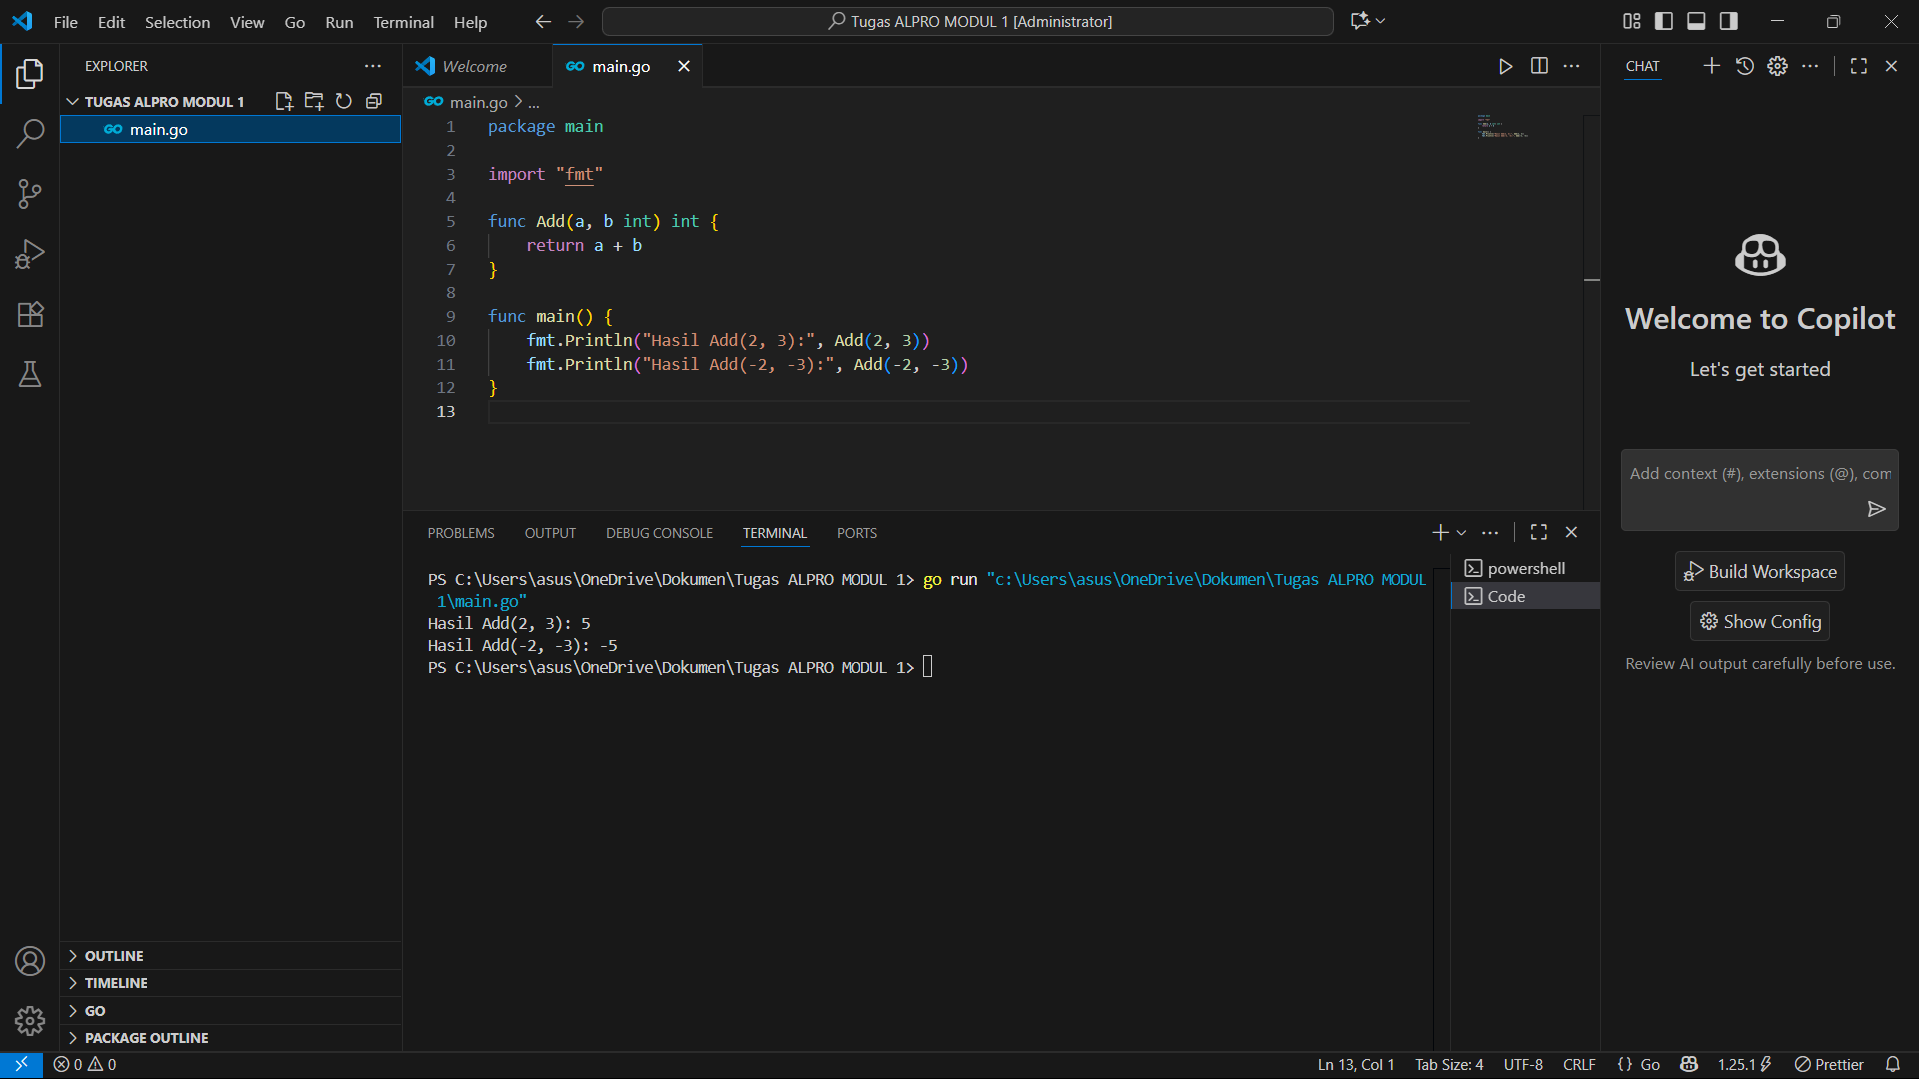 File Edit Selection View Go Run Terminal Help
Tugas ALPRO MODUL 1 [Administrator]
EXPLORER
TUGAS ALPRO MODUL 1
main.go
OUTLINE
TIMELINE
GO
PACKAGE OUTLINE
Welcome
main.go
main.go > ...
1 package main
2
3 import "fmt"
4
5 func Add(a, b int) int {
6 return a + b
7 }
8
9 func main() {
10 fmt.Println("Hasil Add(2, 3):", Add(2, 3))
11 fmt.Println("Hasil Add(-2, -3):", Add(-2, -3))
12 }
13
PROBLEMS OUTPUT DEBUG CONSOLE TERMINAL PORTS
PS C:\Users\asus\OneDrive\Dokumen\Tugas ALPRO MODUL 1> go run "c:\Users\asus\OneDrive\Dokumen\Tugas ALPRO MODUL
1\main.go"
Hasil Add(2, 3): 5
Hasil Add(-2, -3): -5
PS C:\Users\asus\OneDrive\Dokumen\Tugas ALPRO MODUL 1>
powershell
Code
CHAT
Welcome to Copilot
Let's get started
Add context (#), extensions (@), com
Build Workspace
Show Config
Review AI output carefully before use.
0 0
Ln 13, Col 1 Tab Size: 4 UTF-8 CRLF {} Go 1.25.1 Prettier